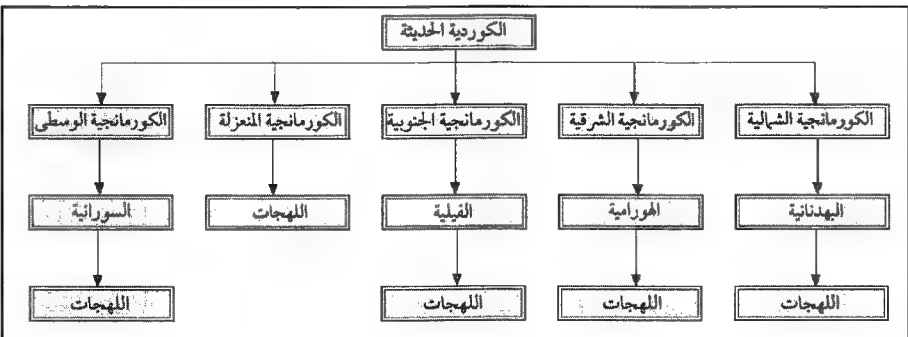 الكوردية الحديثة
الكورمانجية الشمالية
الكورمانجية الشرقية
الكورمانجية الجنوبية
الكورمانجية المنعزلة
الكورمانجية الوسطى
البهدنانية
الهورامية
الفيلية
اللهجات
السورانية
اللهجات
اللهجات
اللهجات
اللهجات